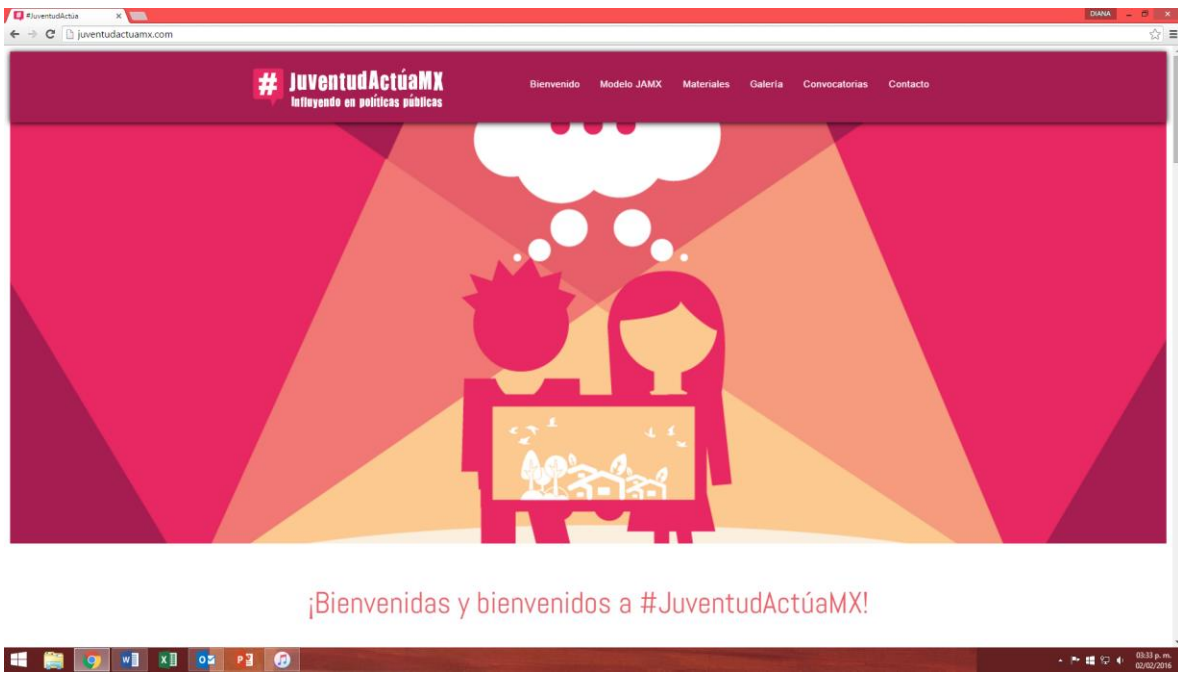 #JuventudActúa
DIANA
juventudactuamx.com
# JuventudActúaMX
Influyendo en políticas públicas
Bienvenido Modelo JAMX Materiales Galería Convocatorias Contacto
¡Bienvenidas y bienvenidos a #JuventudActúaMX!
03:33 p. m.
02/02/2016